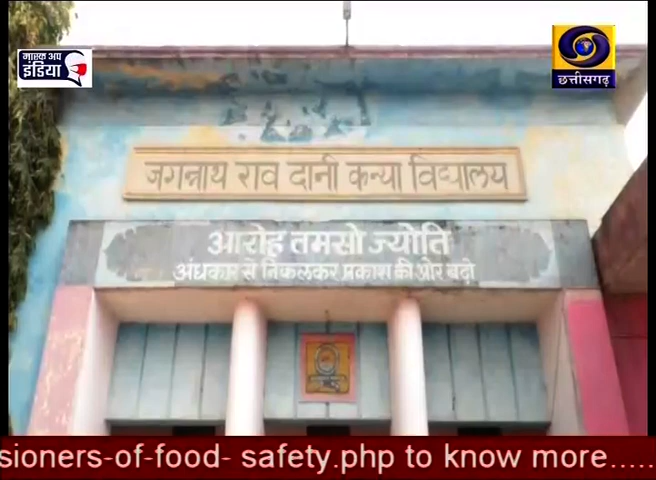 मास्क अप
इंडिया
छत्तीसगढ़
जगन्नाथ राव दानी कन्या विद्यालय
आरोह तमसो ज्योति
अंधकार से निकलकर प्रकाश की ओर बढ़ो
sioners-of-food- safety.php to know more.....